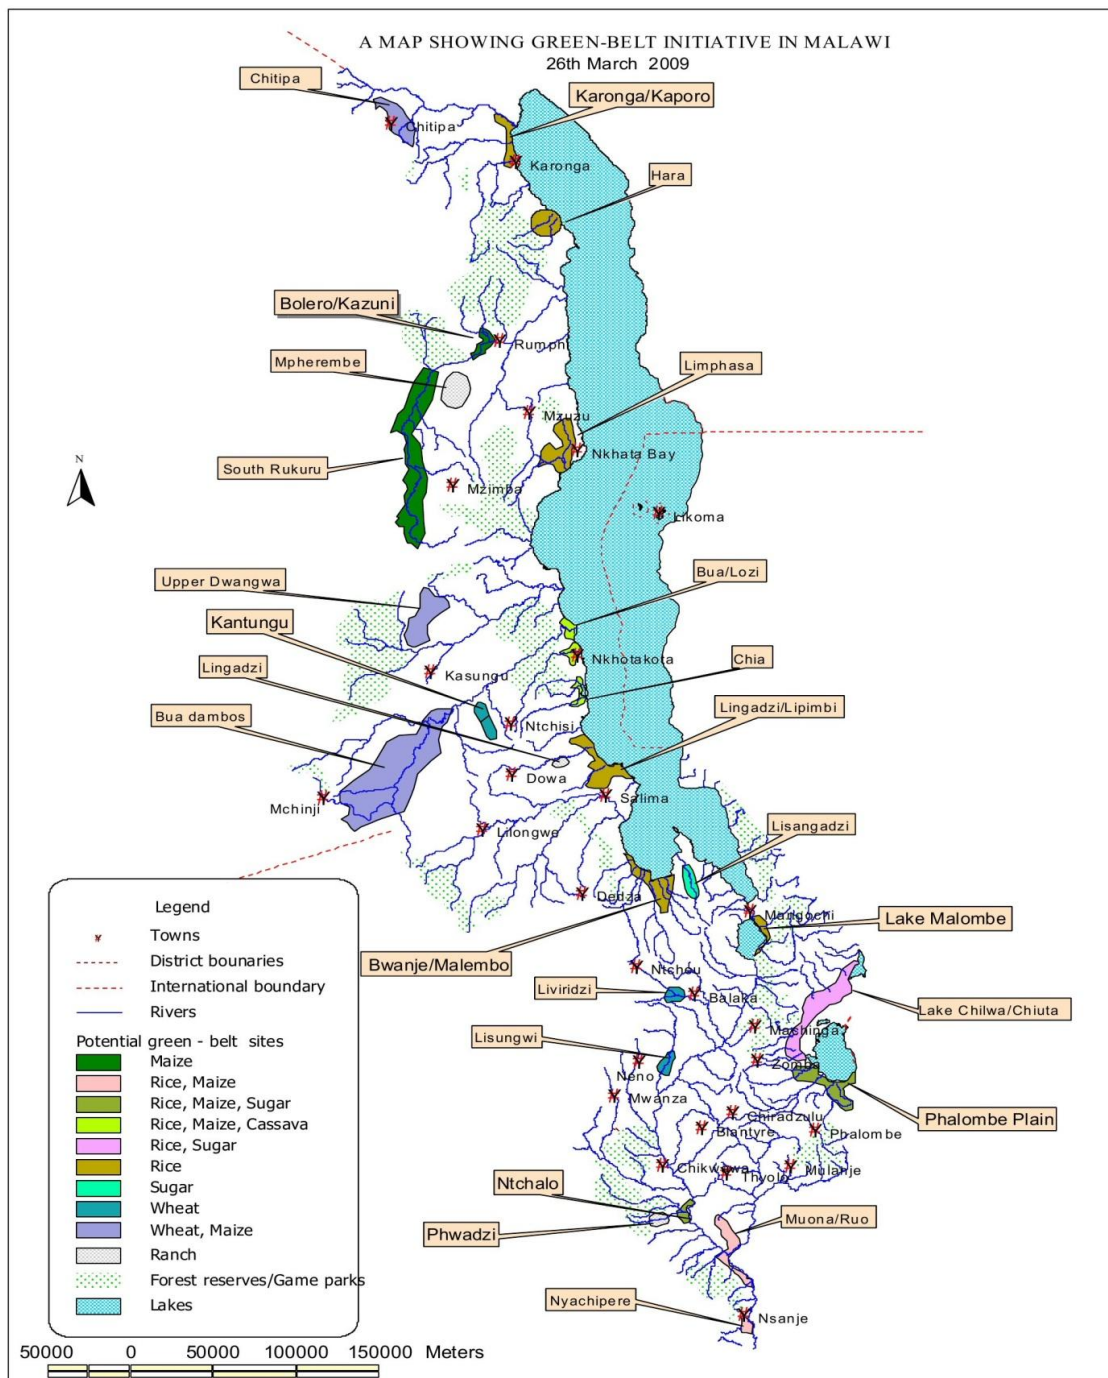 A MAP SHOWING GREEN-BELT INITIATIVE IN MALAWI
26th March 2009
Chitipa
Karonga/Kaporo
Chitipa
Karonga
Hara
Bolero/Kazuni
Rumphi
Mpherembe
Limphasa
Mzuzu
Nkhata Bay
South Rukuru
Mzimba
N
Likoma
Bua/Lozi
Upper Dwangwa
Kantungu
Nkhotakota
Chia
Lingadzi
Kasungu
Lingadzi/Lipimbi
Bua dambos
Ntchisi
Dowa
Mchinji
Salima
Lisangadzi
Lilongwe
Dedza
Mangochi
Lake Malombe
Bwanje/Malembo
Ntcheu
Liviridzi
Balaka
Lake Chilwa/Chiuta
Lisungwi
Machinga
Neno
Zomba
Mwanza
Chiradzulu
Blantyre
Phalombe
Phalombe Plain
Chikwawa
Thyolo
Mulanje
Ntchalo
Phwadzi
Muona/Ruo
Nyachipere
Nsanje
Legend
Towns
District bounaries
International boundary
Rivers
Potential green - belt sites
Maize
Rice, Maize
Rice, Maize, Sugar
Rice, Maize, Cassava
Rice, Sugar
Rice
Sugar
Wheat
Wheat, Maize
Ranch
Forest reserves/Game parks
Lakes
50000 0 50000 100000 150000 Meters